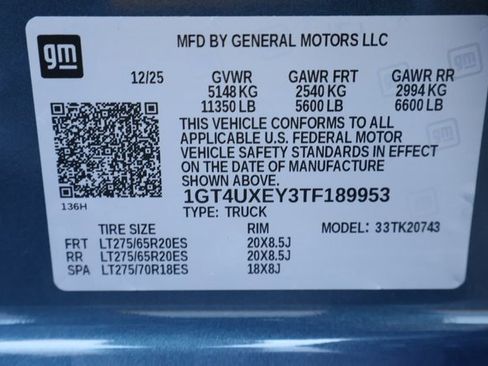 gm
MFD BY GENERAL MOTORS LLC
12/25 GVWR GAWR FRT GAWR RR
5148 KG 2540 KG 2994 KG
11350 LB 5600 LB 6600 LB
THIS VEHICLE CONFORMS TO ALL
APPLICABLE U.S. FEDERAL MOTOR
VEHICLE SAFETY STANDARDS IN EFFECT
ON THE DATE OF MANUFACTURE
SHOWN ABOVE.
1GT4UXEY3TF189953
136H
TYPE: TRUCK
TIRE SIZE RIM MODEL: 33TK20743
FRT LT275/65R20ES 20X8.5J
RR LT275/65R20ES 20X8.5J
SPA LT275/70R18ES 18X8J